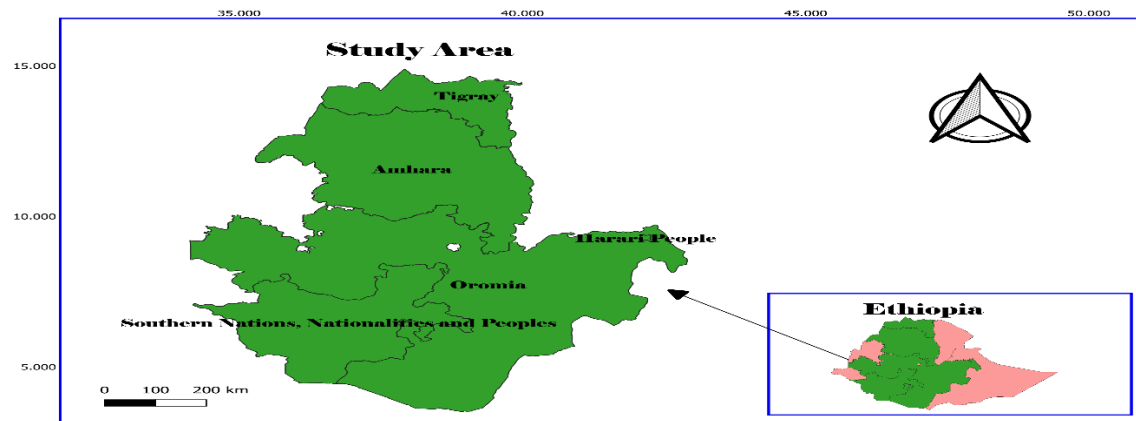 35.000 40.000 45.000 50.000
Study Area
15.000
Tigray
Amhara
10.000
Harari People
Oromia
Ethiopia
Southern Nations, Nationalities and Peoples
5.000
0 100 200 km